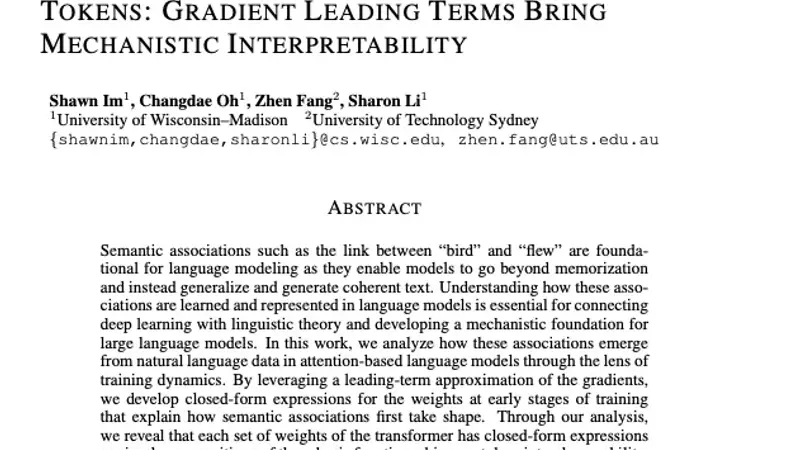 TOKENS: GRADIENT LEADING TERMS BRING
MECHANISTIC INTERPRETABILITY
Shawn Im¹, Changdae Oh¹, Zhen Fang², Sharon Li¹
¹University of Wisconsin–Madison ²University of Technology Sydney
{shawnim,changdae,sharonli}@cs.wisc.edu, zhen.fang@uts.edu.au
ABSTRACT
Semantic associations such as the link between “bird” and “flew” are founda-
tional for language modeling as they enable models to go beyond memorization
and instead generalize and generate coherent text. Understanding how these asso-
ciations are learned and represented in language models is essential for connecting
deep learning with linguistic theory and developing a mechanistic foundation for
large language models. In this work, we analyze how these associations emerge
from natural language data in attention-based language models through the lens of
training dynamics. By leveraging a leading-term approximation of the gradients,
we develop closed-form expressions for the weights at early stages of training
that explain how semantic associations first take shape. Through our analysis,
we reveal that each set of weights of the transformer has closed-form expressions